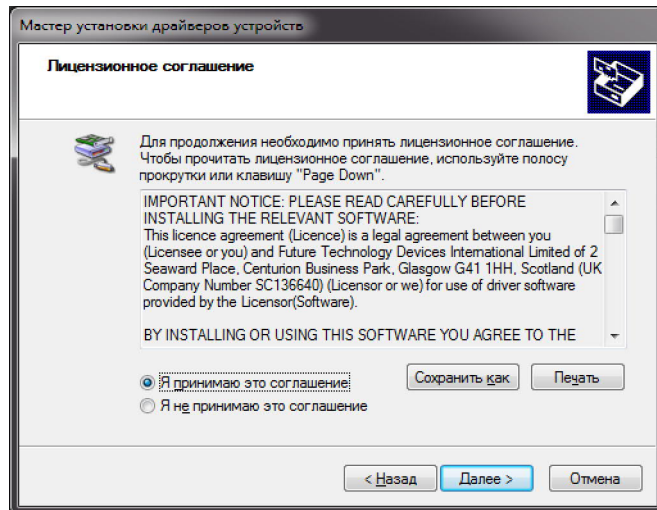 Мастер установки драйверов устройств
Лицензионное соглашение
Для продолжения необходимо принять лицензионное соглашение.
Чтобы прочитать лицензионное соглашение, используйте полосу
прокрутки или клавишу "Page Down".
IMPORTANT NOTICE: PLEASE READ CAREFULLY BEFORE
INSTALLING THE RELEVANT SOFTWARE:
This licence agreement (Licence) is a legal agreement between you
(Licensee or you) and Future Technology Devices International Limited of 2
Seaward Place, Centurion Business Park, Glasgow G41 1HH, Scotland (UK
Company Number SC136640) (Licensor or we) for use of driver software
provided by the Licensor(Software).
BY INSTALLING OR USING THIS SOFTWARE YOU AGREE TO THE
Я принимаю это соглашение
Сохранить как
Печать
Я не принимаю это соглашение
< Назад
Далее >
Отмена